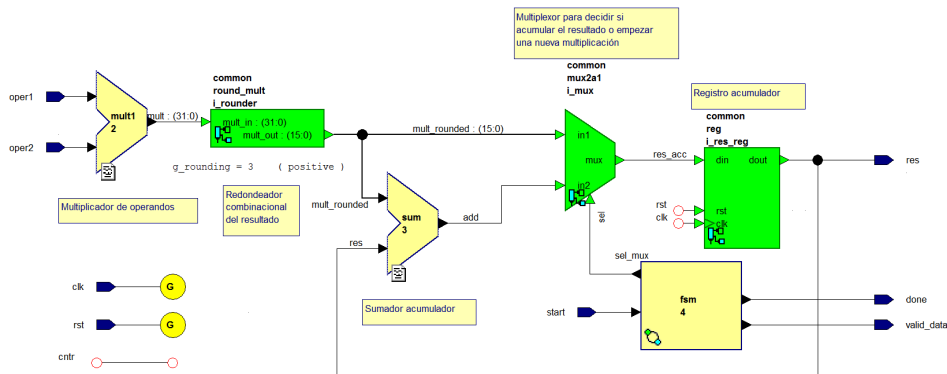 Multiplexor para decidir si
acumular el resultado o empezar
una nueva multiplicación
common
mux2a1
i_mux
common
round_mult
i_rounder
Registro acumulador
common
reg
i_res_reg
oper1
oper2
mult1
2
mult : (31:0)
mult_in : (31:0)
mult_out : (15:0)
g_rounding = 3 ( positive )
mult_rounded : (15:0)
in1
mux
in2
sel
res_acc
din
dout
rst
clk
rst
clk
res
Multiplicador de operandos
Redondeador
combinacional
del resultado
mult_rounded
res
sum
3
add
sel
sel_mux
Sumador acumulador
start
fsm
4
done
valid_data
clk
G
rst
G
cntr